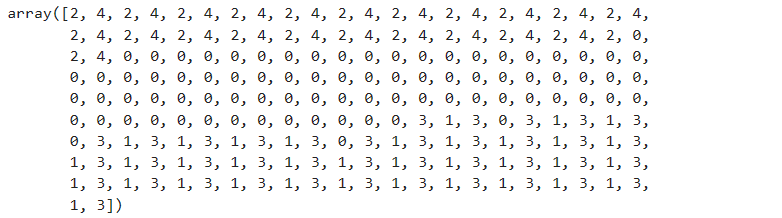 array([2, 4, 2, 4, 2, 4, 2, 4, 2, 4, 2, 4, 2, 4, 2, 4, 2, 4, 2, 4, 2, 4,
2, 4, 2, 4, 2, 4, 2, 4, 2, 4, 2, 4, 2, 4, 2, 4, 2, 4, 2, 4, 2, 0,
2, 4, 0, 0, 0, 0, 0, 0, 0, 0, 0, 0, 0, 0, 0, 0, 0, 0, 0, 0, 0, 0,
0, 0, 0, 0, 0, 0, 0, 0, 0, 0, 0, 0, 0, 0, 0, 0, 0, 0, 0, 0, 0, 0,
0, 0, 0, 0, 0, 0, 0, 0, 0, 0, 0, 0, 0, 0, 0, 0, 0, 0, 0, 0, 0, 0,
0, 0, 0, 0, 0, 0, 0, 0, 0, 0, 0, 0, 0, 3, 1, 3, 0, 3, 1, 3, 1, 3,
0, 3, 1, 3, 1, 3, 1, 3, 1, 3, 0, 3, 1, 3, 1, 3, 1, 3, 1, 3, 1, 3,
1, 3, 1, 3, 1, 3, 1, 3, 1, 3, 1, 3, 1, 3, 1, 3, 1, 3, 1, 3, 1, 3,
1, 3, 1, 3, 1, 3, 1, 3, 1, 3, 1, 3, 1, 3, 1, 3, 1, 3, 1, 3, 1, 3,
1, 3])